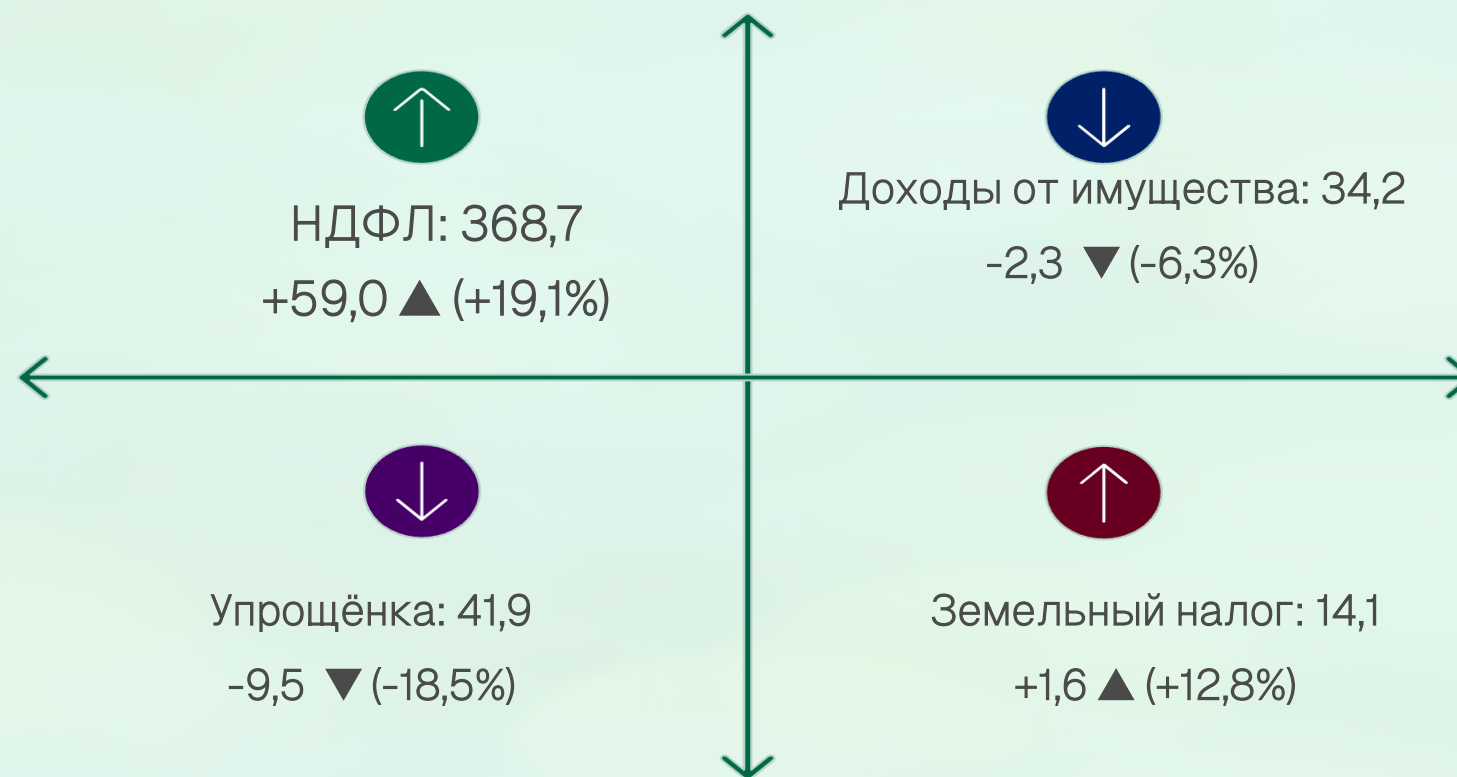 НДФЛ: 368,7
+59,0 ▲ (+19,1%)
Доходы от имущества: 34,2
-2,3 ▼ (-6,3%)
Упрощёнка: 41,9
-9,5 ▼ (-18,5%)
Земельный налог: 14,1
+1,6 ▲ (+12,8%)